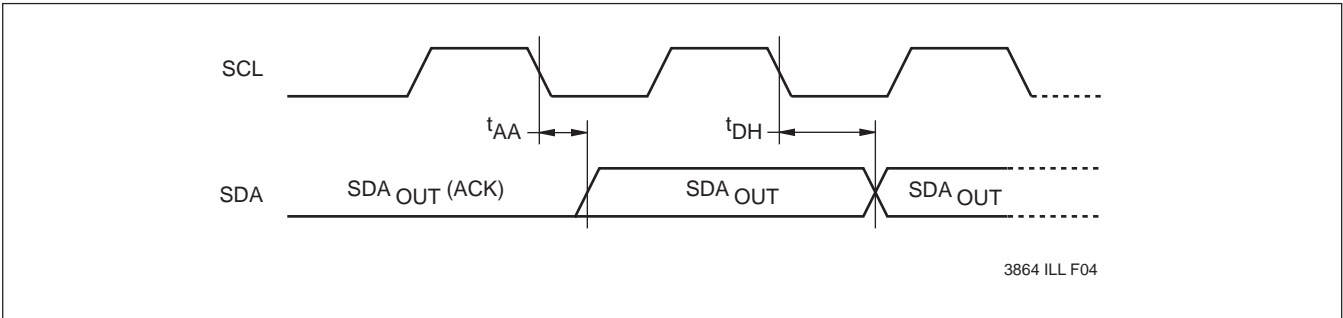 SCL
tAA
tDH
SDA
SDA OUT (ACK)
SDA OUT
SDA OUT
3864 ILL F04